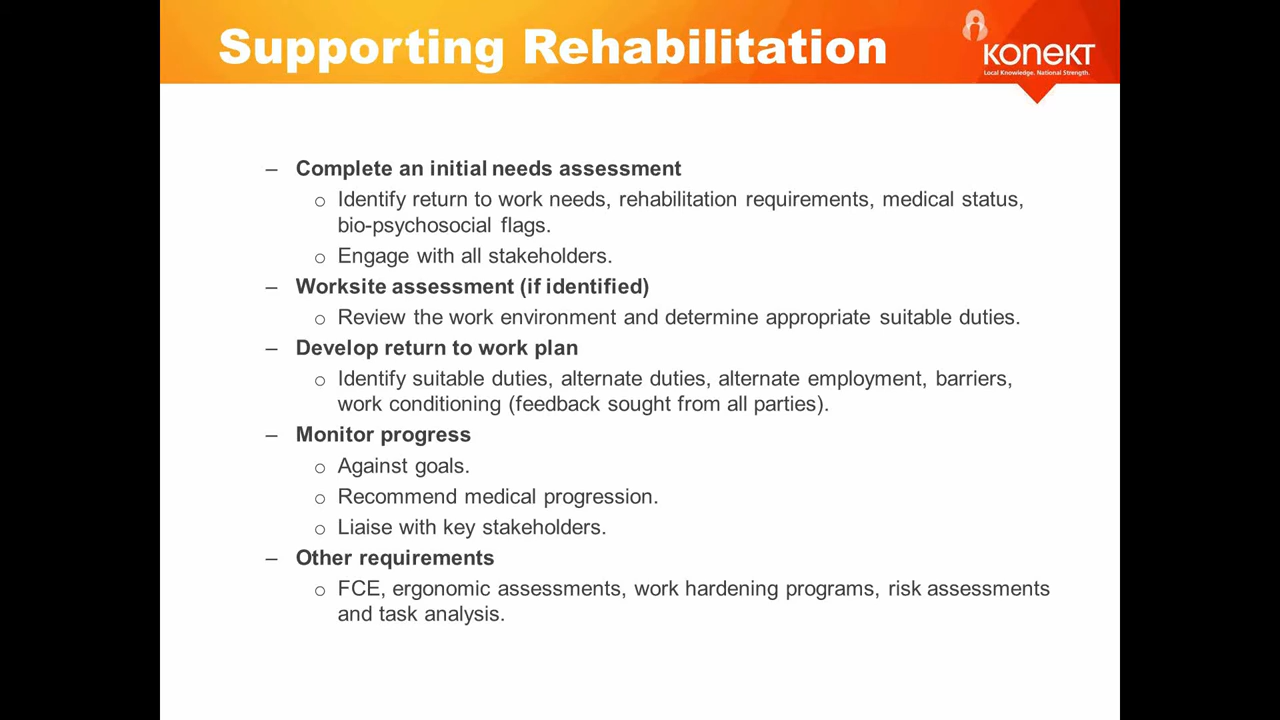 Supporting Rehabilitation
KONEKT
Local Knowledge. National Strength.
– Complete an initial needs assessment
o Identify return to work needs, rehabilitation requirements, medical status,
bio-psychosocial flags.
o Engage with all stakeholders.
– Worksite assessment (if identified)
o Review the work environment and determine appropriate suitable duties.
– Develop return to work plan
o Identify suitable duties, alternate duties, alternate employment, barriers,
work conditioning (feedback sought from all parties).
– Monitor progress
o Against goals.
o Recommend medical progression.
o Liaise with key stakeholders.
– Other requirements
o FCE, ergonomic assessments, work hardening programs, risk assessments
and task analysis.